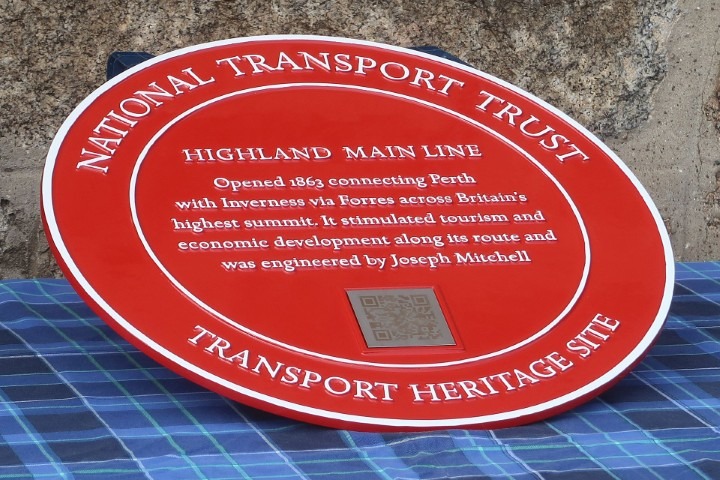 NATIONAL TRANSPORT TRUST
HIGHLAND MAIN LINE
Opened 1863 connecting Perth
with Inverness via Forres across Britain's
highest summit. It stimulated tourism and
economic development along its route and
was engineered by Joseph Mitchell
TRANSPORT HERITAGE SITE